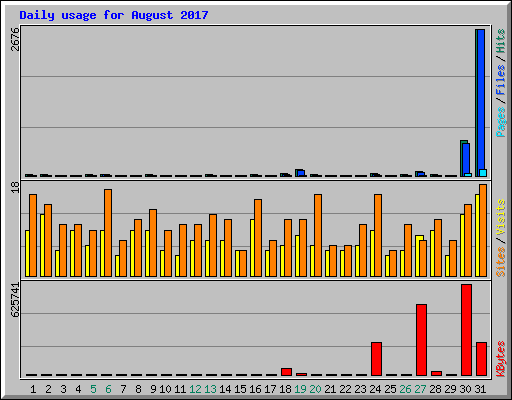 Daily usage for August 2017
2676
Pages / Files / Hits
18
Sites / Visits
625741
KBytes
1 2 3 4 5 6 7 8 9 10 11 12 13 14 15 16 17 18 19 20 21 22 23 24 25 26 27 28 29 30 31